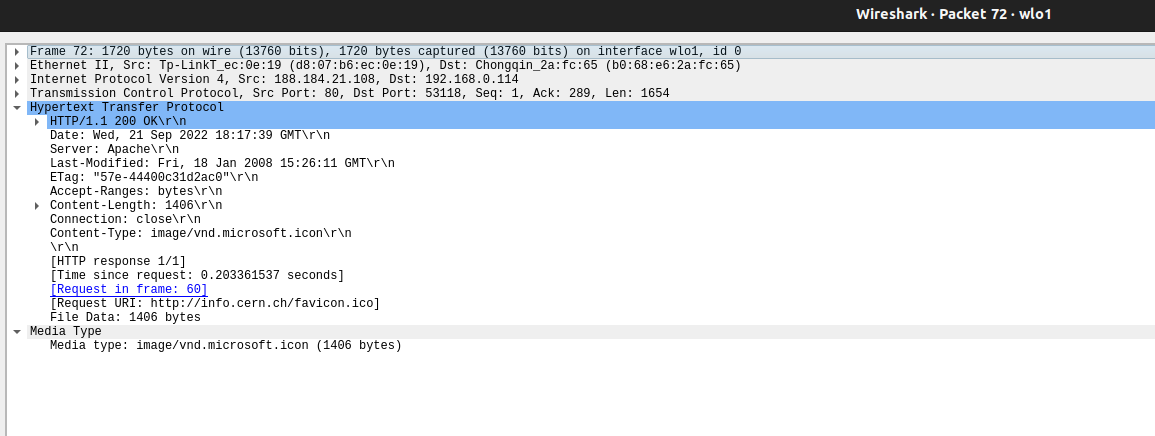 Wireshark · Packet 72 · wlo1
Frame 72: 1720 bytes on wire (13760 bits), 1720 bytes captured (13760 bits) on interface wlo1, id 0
Ethernet II, Src: Tp-LinkT_ec:0e:19 (d8:07:b6:ec:0e:19), Dst: Chongqin_2a:fc:65 (b0:68:e6:2a:fc:65)
Internet Protocol Version 4, Src: 188.184.21.108, Dst: 192.168.0.114
Transmission Control Protocol, Src Port: 80, Dst Port: 53118, Seq: 1, Ack: 289, Len: 1654
Hypertext Transfer Protocol
HTTP/1.1 200 OK\r\n
Date: Wed, 21 Sep 2022 18:17:39 GMT\r\n
Server: Apache\r\n
Last-Modified: Fri, 18 Jan 2008 15:26:11 GMT\r\n
ETag: "57e-44400c31d2ac0"\r\n
Accept-Ranges: bytes\r\n
Content-Length: 1406\r\n
Connection: close\r\n
Content-Type: image/vnd.microsoft.icon\r\n
\r\n
[HTTP response 1/1]
[Time since request: 0.203361537 seconds]
[Request in frame: 60]
[Request URI: http://info.cern.ch/favicon.ico]
File Data: 1406 bytes
Media Type
Media type: image/vnd.microsoft.icon (1406 bytes)